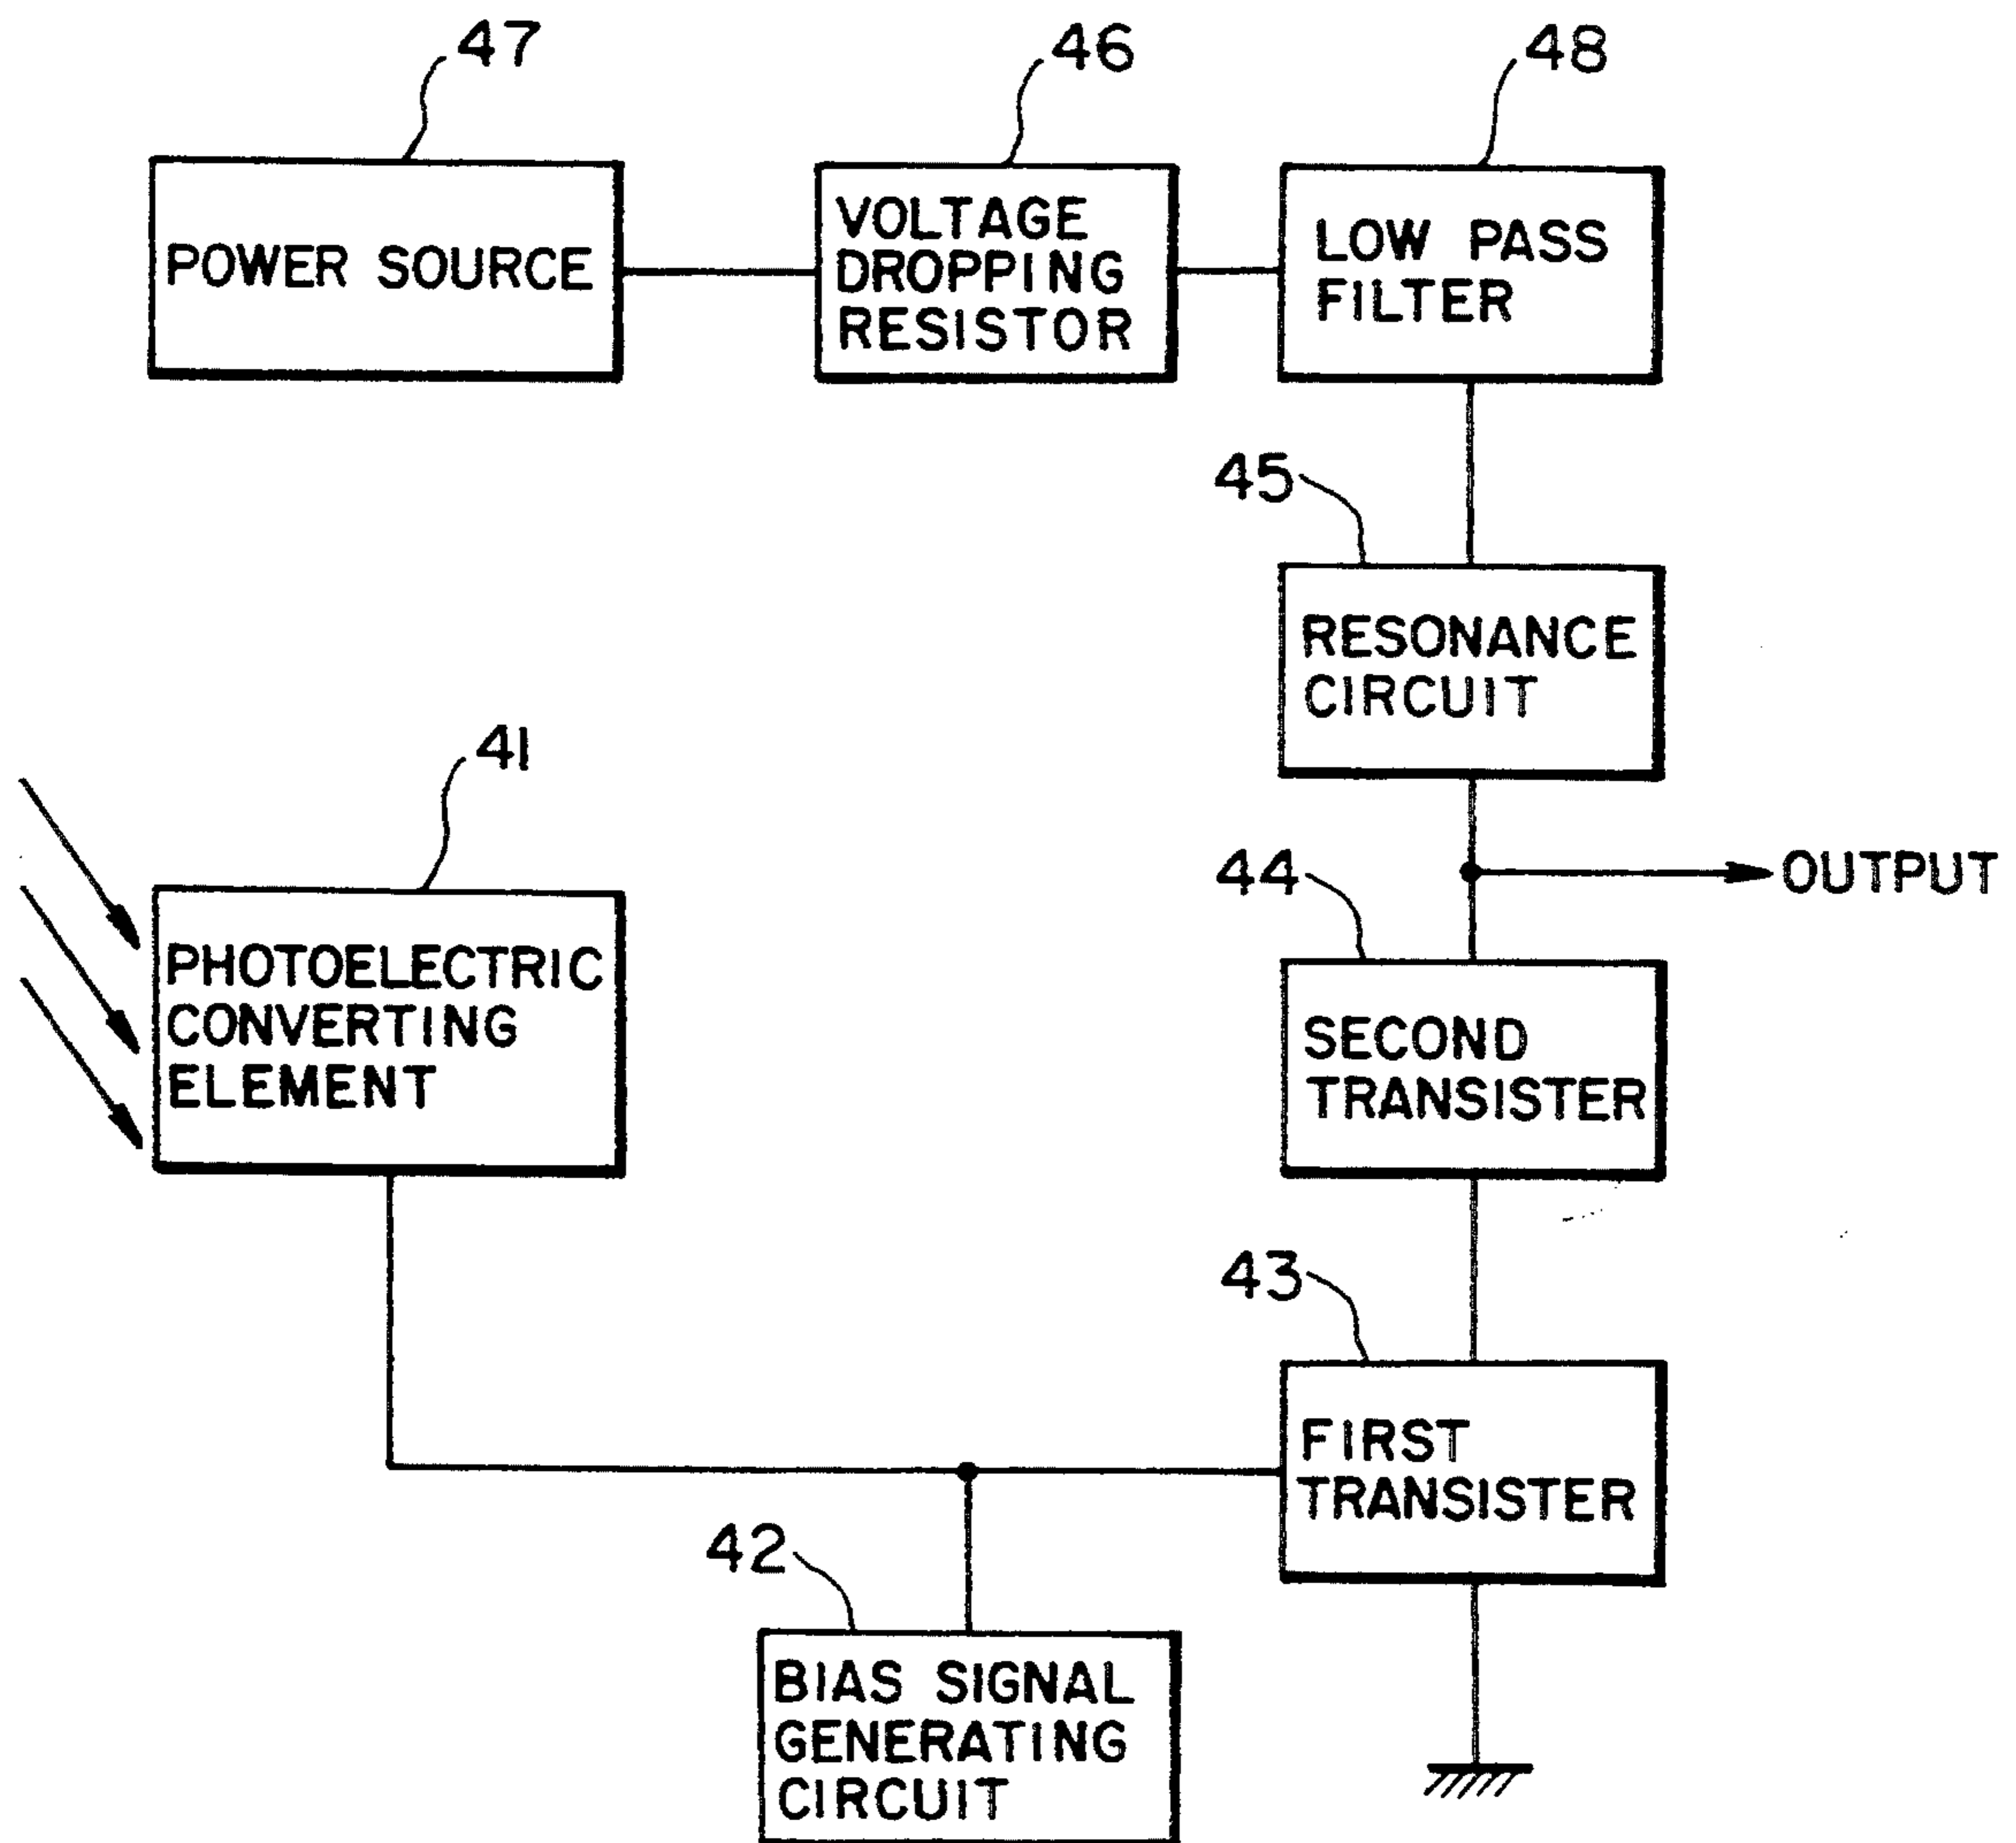 47
46
48
POWER SOURCE
VOLTAGE
DROPPING
RESISTOR
LOW PASS
FILTER
45
RESONANCE
CIRCUIT
41
44
OUTPUT
PHOTOELECTRIC
CONVERTING
ELEMENT
SECOND
TRANSISTER
43
FIRST
TRANSISTER
42
BIAS SIGNAL
GENERATING
CIRCUIT